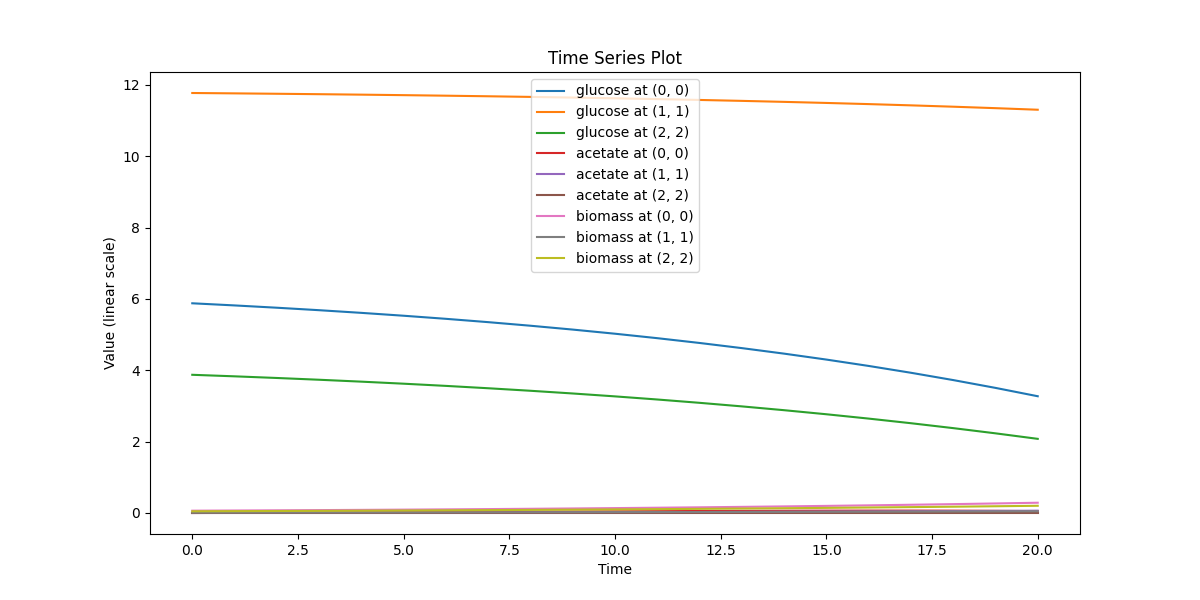 Time Series Plot
12
10
8
6
4
2
0
Value (linear scale)
glucose at (0, 0)
glucose at (1, 1)
glucose at (2, 2)
acetate at (0, 0)
acetate at (1, 1)
acetate at (2, 2)
biomass at (0, 0)
biomass at (1, 1)
biomass at (2, 2)
0.0 2.5 5.0 7.5 10.0 12.5 15.0 17.5 20.0
Time